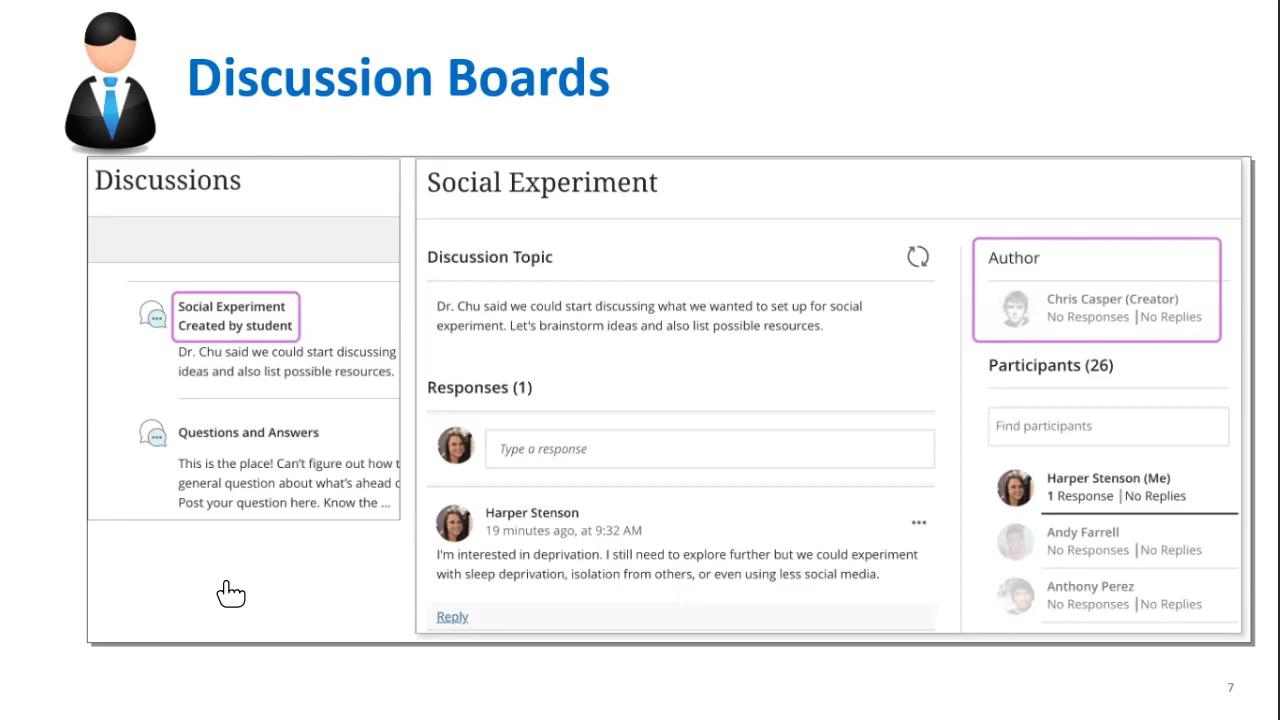 Discussion Boards
Discussions
Social Experiment
Created by student
Dr. Chu said we could start discussing
ideas and also list possible resources.
Questions and Answers
This is the place! Can't figure out how t
general question about what's ahead
Post your question here. Know the ...
Social Experiment
Discussion Topic
Dr. Chu said we could start discussing what we wanted to set up for social
experiment. Let's brainstorm ideas and also list possible resources.
Responses (1)
Type a response
Harper Stenson
19 minutes ago, at 9:32 AM
I'm interested in deprivation. I still need to explore further but we could experiment
with sleep deprivation, isolation from others, or even using less social media.
Reply
Author
Chris Casper (Creator)
No Responses | No Replies
Participants (26)
Find participants
Harper Stenson (Me)
1 Response | No Replies
Andy Farrell
No Responses | No Replies
Anthony Perez
No Responses | No Replies
7